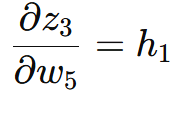 ∂z₃/∂w₅ = h₁